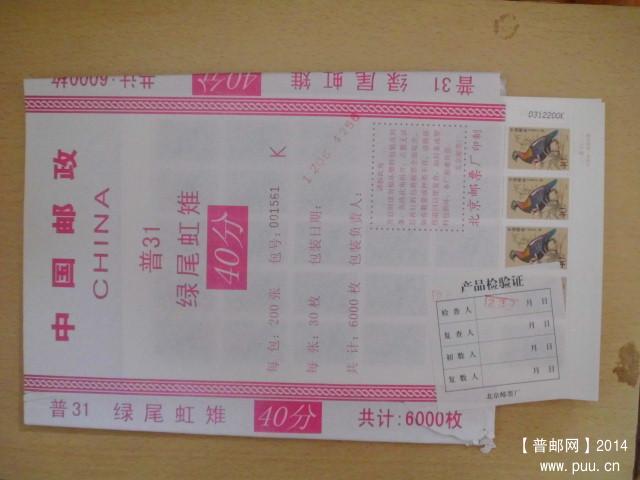 普31 绿尾虹雉 40分 共计:6000枚
中国邮政
CHINA
普31
绿尾虹雉
40分
每包:200张 包号:001561 K
每张:30枚 包装日期:
共计:6000枚 包装负责人:
北京邮票厂印制
D312200K
产品检验证
检查人 月 日
复查人 月 日
初数人 月 日
复数人 月 日
北京邮票厂
普31 绿尾虹雉 40分 共计:6000枚
【普邮网】2014
www.puu.cn